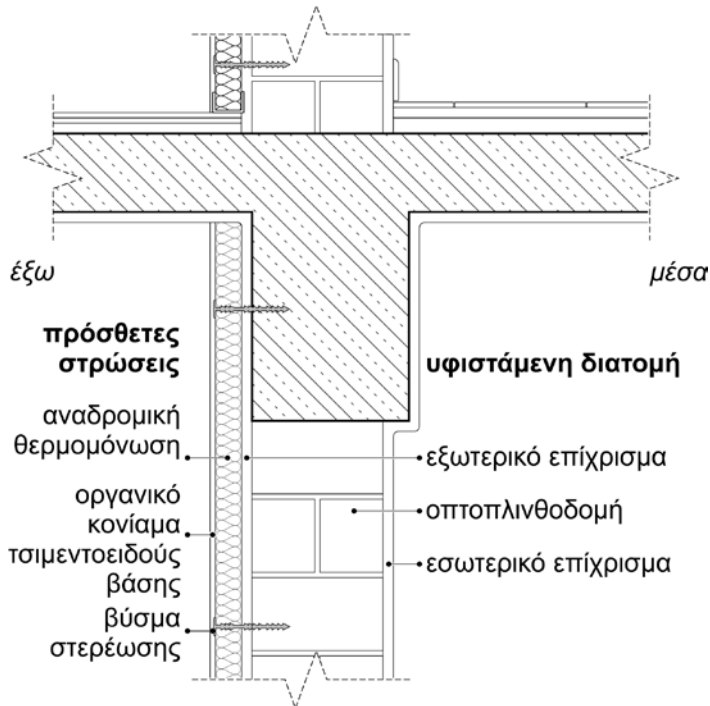 έξω
μέσα
πρόσθετες
στρώσεις
υφιστάμενη διατομή
αναδρομική
θερμομόνωση
εξωτερικό επίχρισμα
οργανικό
κονίαμα
τσιμεντοειδούς
βάσης
οπτοπλινθοδομή
εσωτερικό επίχρισμα
βύσμα
στερέωσης